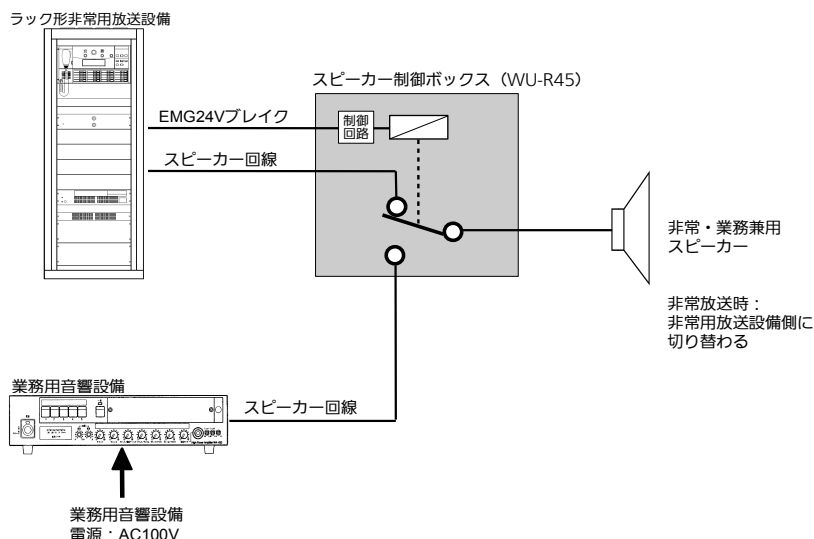 ラック形非常用放送設備
スピーカー制御ボックス（WU-R45）
EMG24Vブレイク
制御
回路
スピーカー回線
非常・業務兼用
スピーカー
非常放送時：
非常用放送設備側に
切り替わる
業務用音響設備
スピーカー回線
業務用音響設備
電源：AC100V